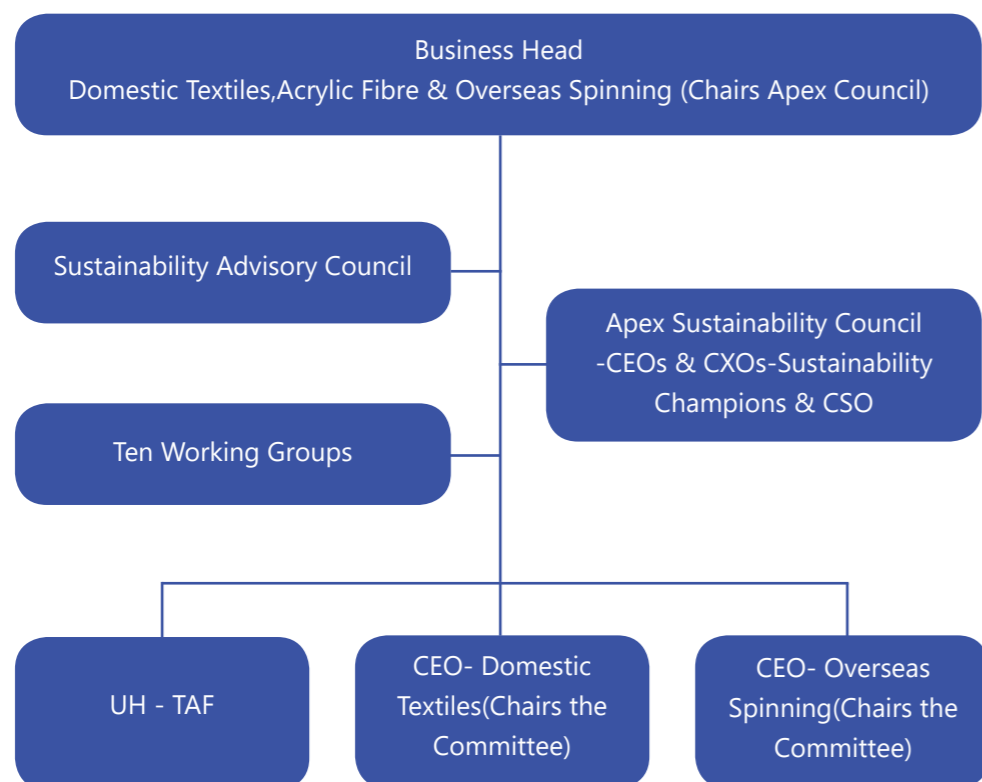 Business Head
Domestic Textiles,Acrylic Fibre & Overseas Spinning (Chairs Apex Council)
Sustainability Advisory Council
Apex Sustainability Council
-CEOs & CXOs-Sustainability
Champions & CSO
Ten Working Groups
UH - TAF
CEO- Domestic
Textiles(Chairs the
Committee)
CEO- Overseas
Spinning(Chairs the
Committee)